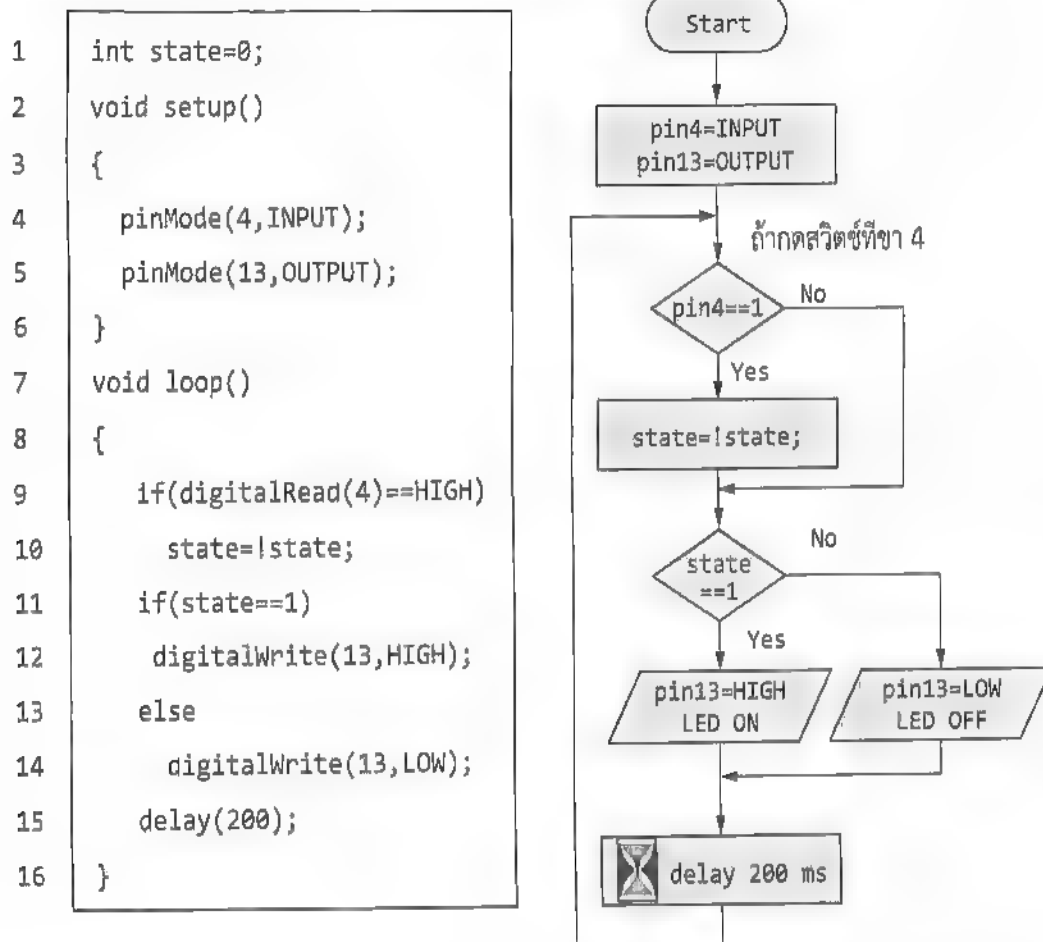 1 int state=0;
2 void setup()
3 {
4 pinMode(4,INPUT);
5 pinMode(13,OUTPUT);
6 }
7 void loop()
8 {
9 if(digitalRead(4)==HIGH)
10 state=!state;
11 if(state==1)
12 digitalWrite(13,HIGH);
13 else
14 digitalWrite(13,LOW);
15 delay(200);
16 }
Start
pin4=INPUT
pin13=OUTPUT
ถ้ากดสวิตซ์ที่ขา 4
pin4==1
No
Yes
state=!state;
state
==1
No
Yes
pin13=HIGH
LED ON
pin13=LOW
LED OFF
delay 200 ms